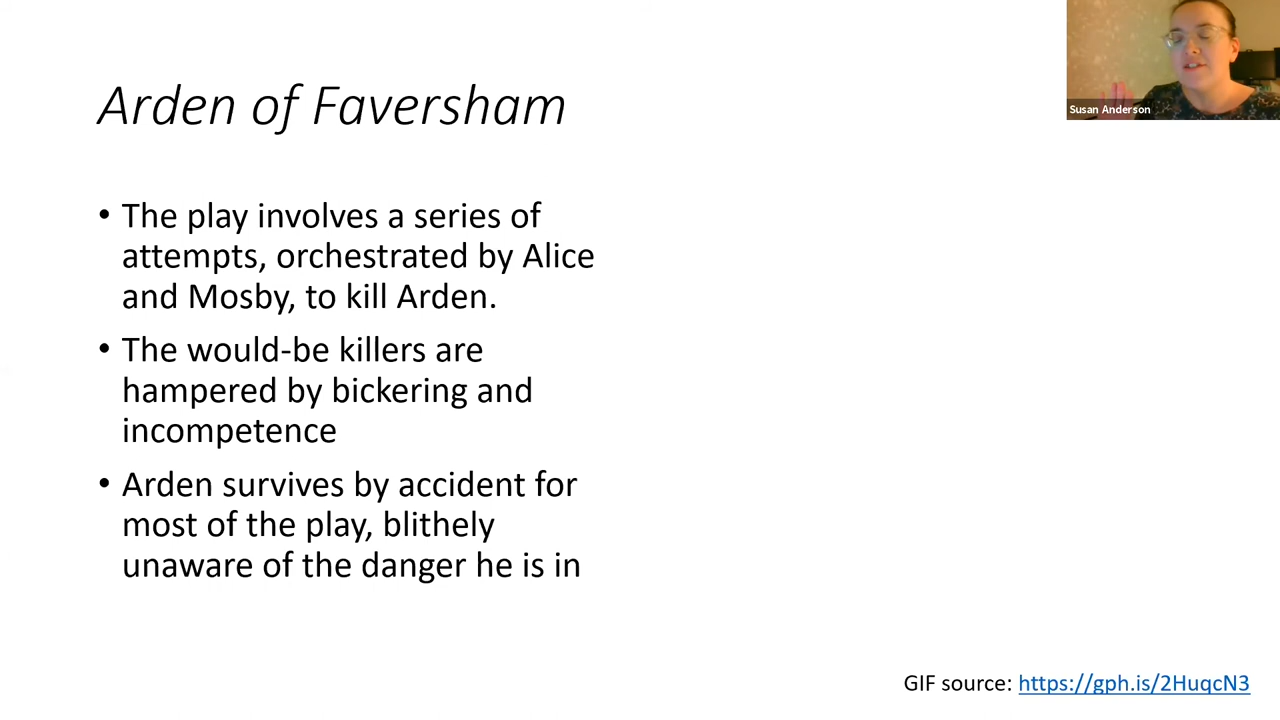 Arden of Faversham
Susan Anderson
• The play involves a series of
attempts, orchestrated by Alice
and Mosby, to kill Arden.
• The would-be killers are
hampered by bickering and
incompetence
• Arden survives by accident for
most of the play, blithely
unaware of the danger he is in
GIF source: https://gph.is/2HuqcN3